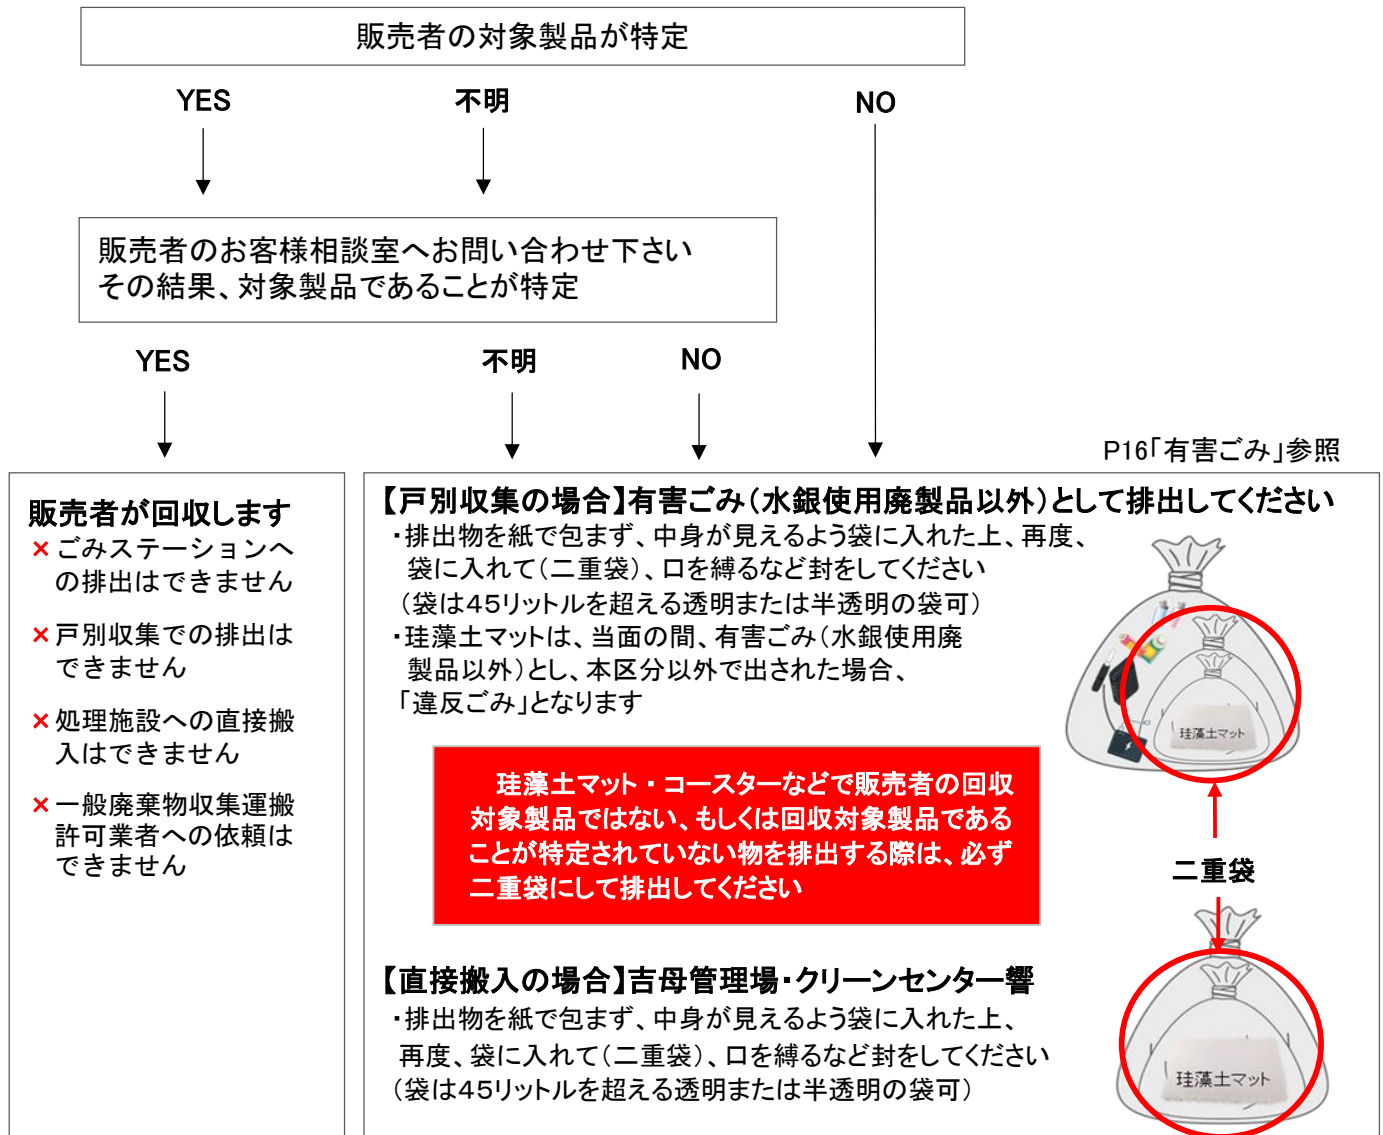 販売者の対象製品が特定
YES
不明
NO
販売者のお客様相談室へお問い合わせ下さい
その結果、対象製品であることが特定
YES
不明
NO
P16「有害ごみ」参照
販売者が回収します
×ごみステーションへ
の排出はできません
×戸別収集での排出は
できません
×処理施設への直接搬
入はできません
×一般廃棄物収集運搬
許可業者への依頼は
できません
【戸別収集の場合】有害ごみ（水銀使用廃製品以外）として排出してください
・排出物を紙で包まず、中身が見えるよう袋に入れた上、再度、
袋に入れて（二重袋）、口を縛るなど封をしてください
（袋は４５リットルを超える透明または半透明の袋可）
・珪藻土マットは、当面の間、有害ごみ（水銀使用廃
製品以外）とし、本区分以外で出された場合、
「違反ごみ」となります
珪藻土マット
珪藻土マット・コースターなどで販売者の回収
対象製品ではない、もしくは回収対象製品である
ことが特定されていない物を排出する際は、必ず
二重袋にして排出してください
二重袋
【直接搬入の場合】吉母管理場・クリーンセンター響
・排出物を紙で包まず、中身が見えるよう袋に入れた上、
再度、袋に入れて（二重袋）、口を縛るなど封をしてください
（袋は４５リットルを超える透明または半透明の袋可）
珪藻土マット